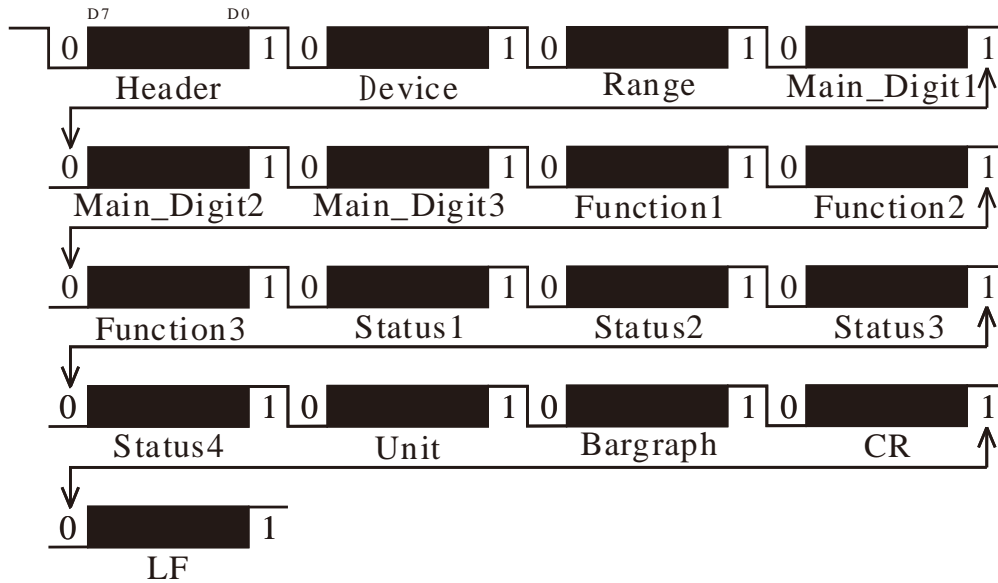 D7 D0
0 1 0 1 0 1 0 1
Header Device Range Main_Digit1
0 1 0 1 0 1 0 1
Main_Digit2 Main_Digit3 Function1 Function2
0 1 0 1 0 1 0 1
Function3 Status1 Status2 Status3
0 1 0 1 0 1 0 1
Status4 Unit Bargraph CR
0 1
LF